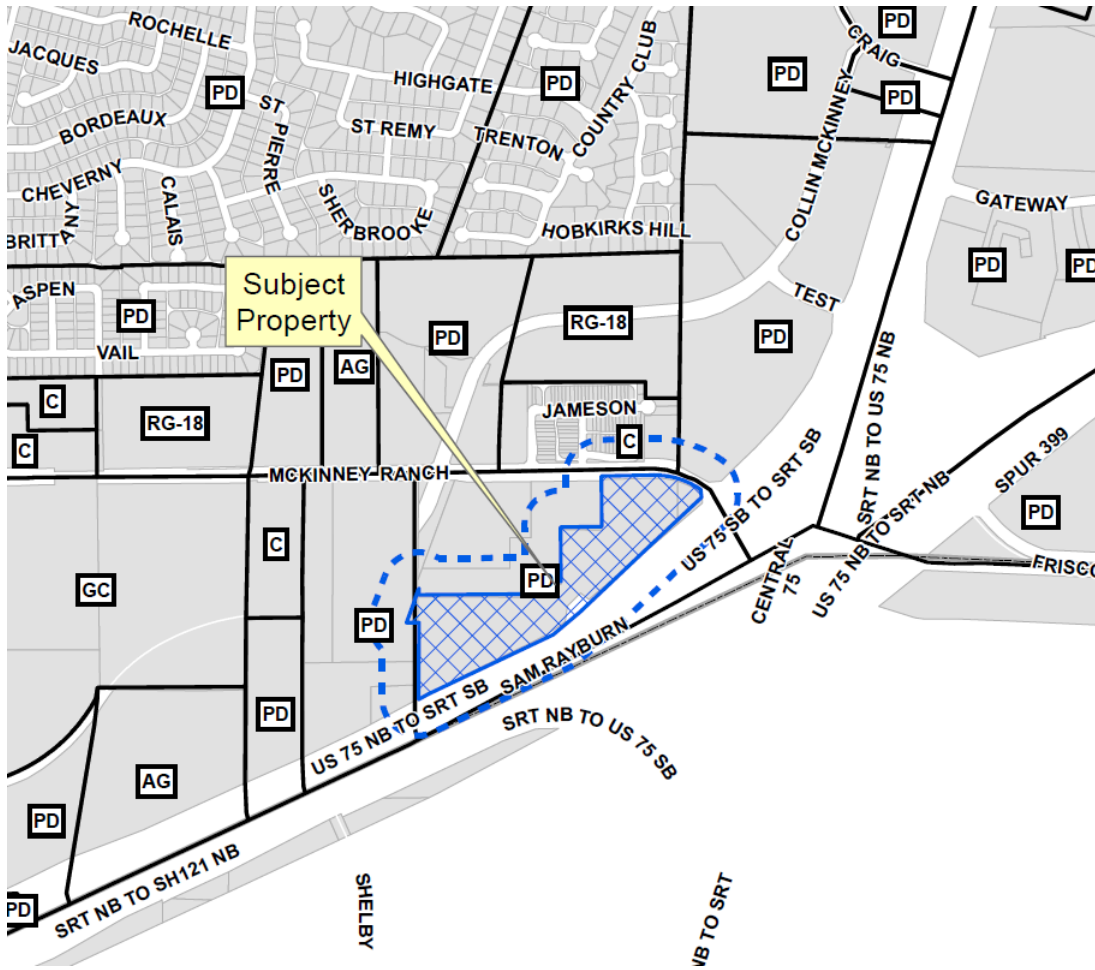 ROCHELLE
PD
JACQUES
HIGHGATE
COUNTRY CLUB
PD
PD
CRAIG
PD
PD
COLLIN MCKINNEY
ST PIERRE
BORDEAUX
ST REMY
TRENTON
CHEVERNY
CALAIS
SHERBROOKE
BRITTANY
HOBKIRKS HILL
GATEWAY
PD
PD
ASPEN
Subject
Property
PD
TEST
RG-18
PD
PD
VAIL
PD
AG
US 75 NB
SRT NB TO US 75 NB
C
JAMESON
RG-18
C
C
MCKINNEY RANCH
US 75 SB TO SRT SB
US 75 NB TO SRT NB
SPUR 399
PD
C
GC
PD
CENTRAL
75
FRISCO
PD
SAM RAYBURN
US 75 NB TO SRT SB
PD
SRT NB TO US 75 SB
AG
PD
PD
SRT NB TO SH121 NB
SHELBY
NB TO SRT